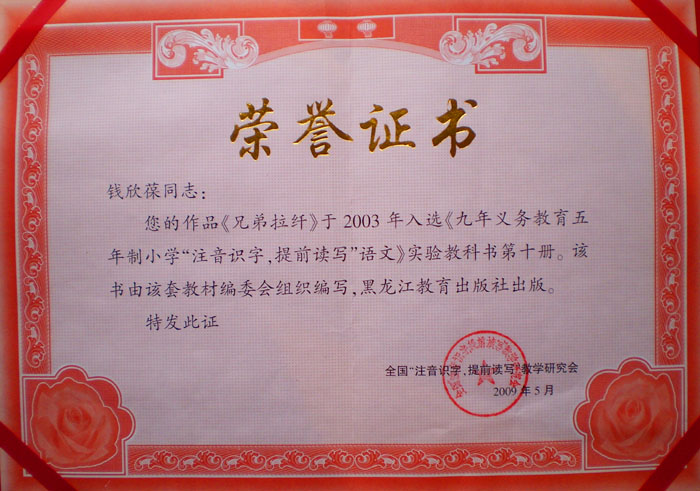 荣誉证书
钱欣葆同志：
您的作品《兄弟拉纤》于 2003 年入选《九年义务教育五
年制小学“注音识字，提前读写”语文》实验教科书第十册。该
书由该套教材编委会组织编写，黑龙江教育出版社出版。
特发此证
全国“注音识字，提前读写”教学研究会
2009 年 5 月